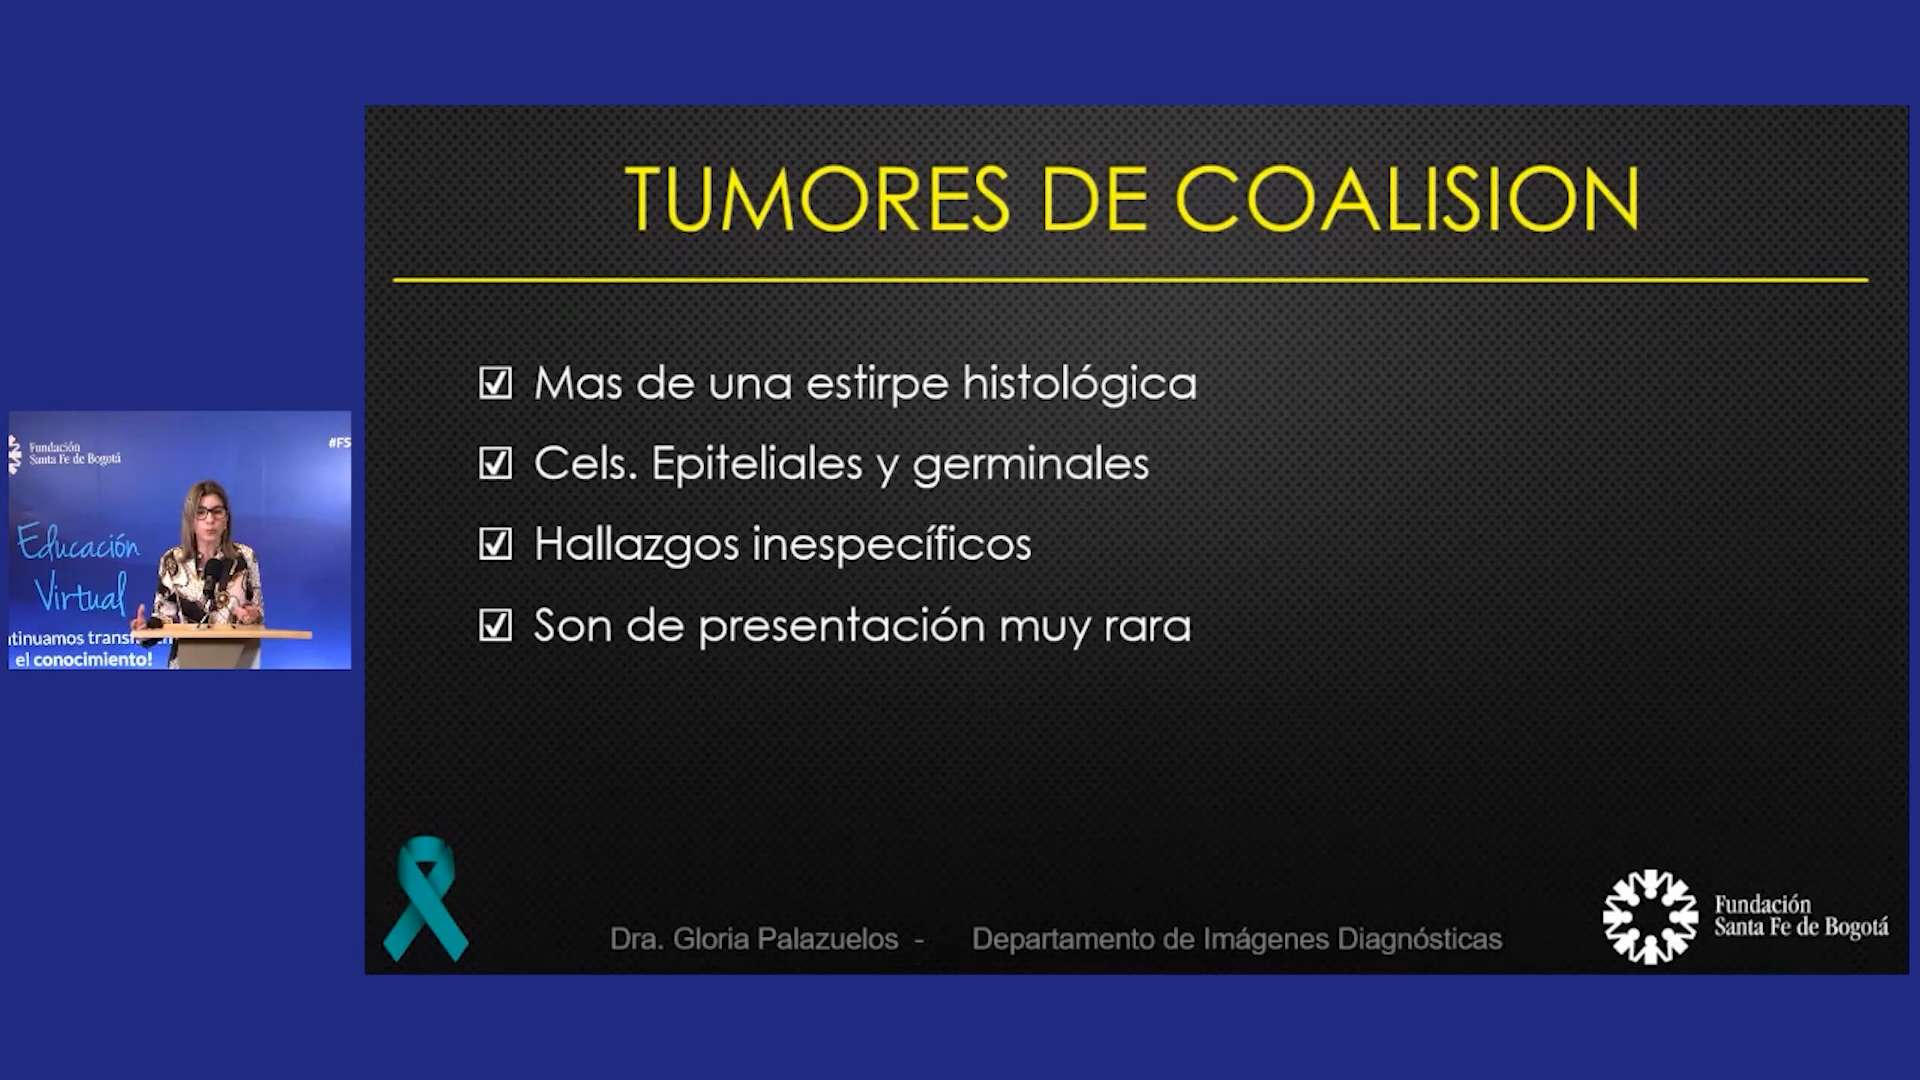 TUMORES DE COALISION
Mas de una estirpe histológica
Cels. Epiteliales y germinales
Hallazgos inespecíficos
Son de presentación muy rara
Dra. Gloria Palazuelos - Departamento de Imágenes Diagnósticas
Fundación
Santa Fe de Bogotá
Fundación
Santa Fe de Bogotá
#FS
Educación
Virtual
el conocimiento!